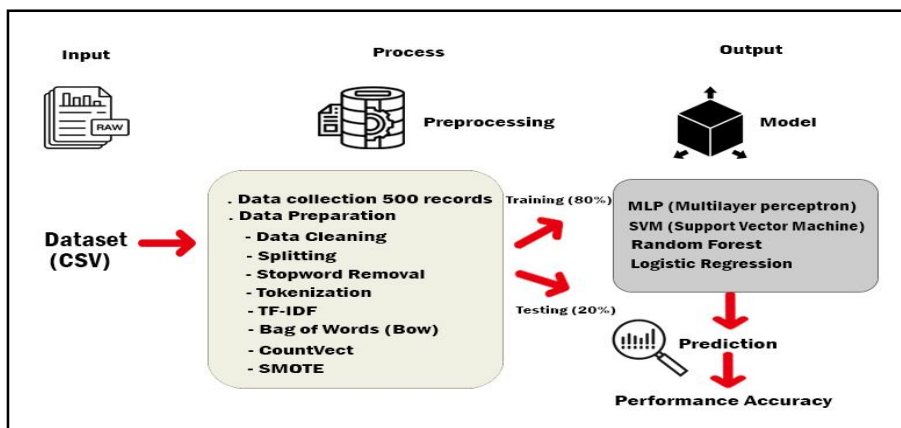 Input
Process
Output
RAW
Preprocessing
Model
Dataset
(CSV)
. Data collection 500 records
. Data Preparation
- Data Cleaning
- Splitting
- Stopword Removal
- Tokenization
- TF-IDF
- Bag of Words (Bow)
- CountVect
- SMOTE
Training (80%)
Testing (20%)
MLP (Multilayer perceptron)
SVM (Support Vector Machine)
Random Forest
Logistic Regression
Prediction
Performance Accuracy